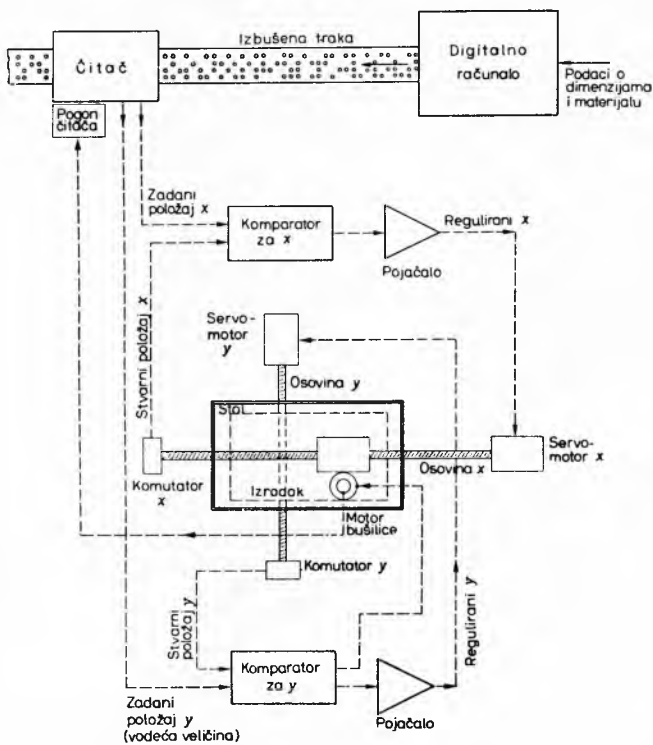 Izbušena traka
Čitač
Digitalno
računalo
Podaci o
dimenzijama
i materijalu
Pogon
čitača
Zadani
položaj x
Komparator
za x
Regulirani x
Pojačalo
Stvarni položaj x
Servo-
motor
y
Osovina y
Stol
Servo-
motor x
Osovina x
Komutator
x
Izradak
Motor
bušilice
Komutator y
Stvarni
položaj y
Regulirani y
Komparator
za y
Pojačalo
Zadani
položaj y
(vodeća veličina)